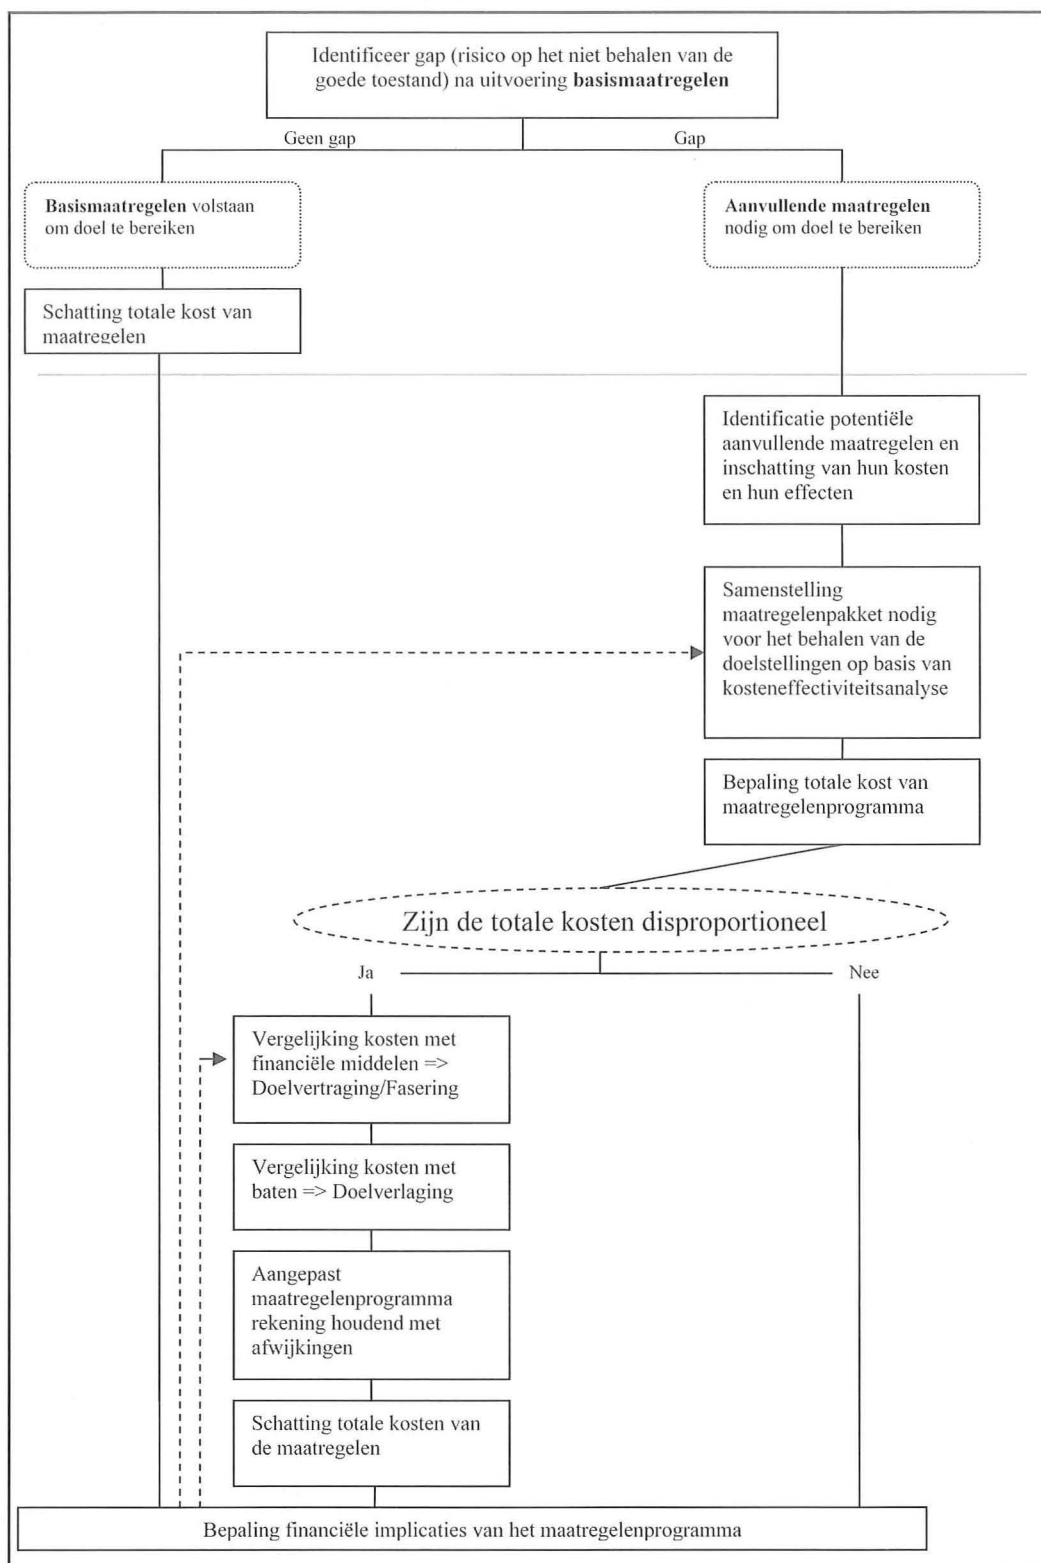 Identificeer gap (risico op het niet behalen van de
goede toestand) na uitvoering basismaatregelen
Geen gap
Gap
Basismaatregelen volstaan
om doel te bereiken
Aanvullende maatregelen
nodig om doel te bereiken
Schatting totale kost van
maatregelen
Identificatie potentiële
aanvullende maatregelen en
inschatting van hun kosten
en hun effecten
Samenstelling
maatregelenpakket nodig
voor het behalen van de
doelstellingen op basis van
kosteneffectiviteitsanalyse
Bepaling totale kost van
maatregelenprogramma
Zijn de totale kosten disproportioneel
Ja
Nee
Vergelijking kosten met
financiële middelen =>
Doelvertraging/Fasering
Vergelijking kosten met
baten => Doelverlaging
Aangepast
maatregelenprogramma
rekening houdend met
afwijkingen
Schatting totale kosten van
de maatregelen
Bepaling financiële implicaties van het maatregelenprogramma